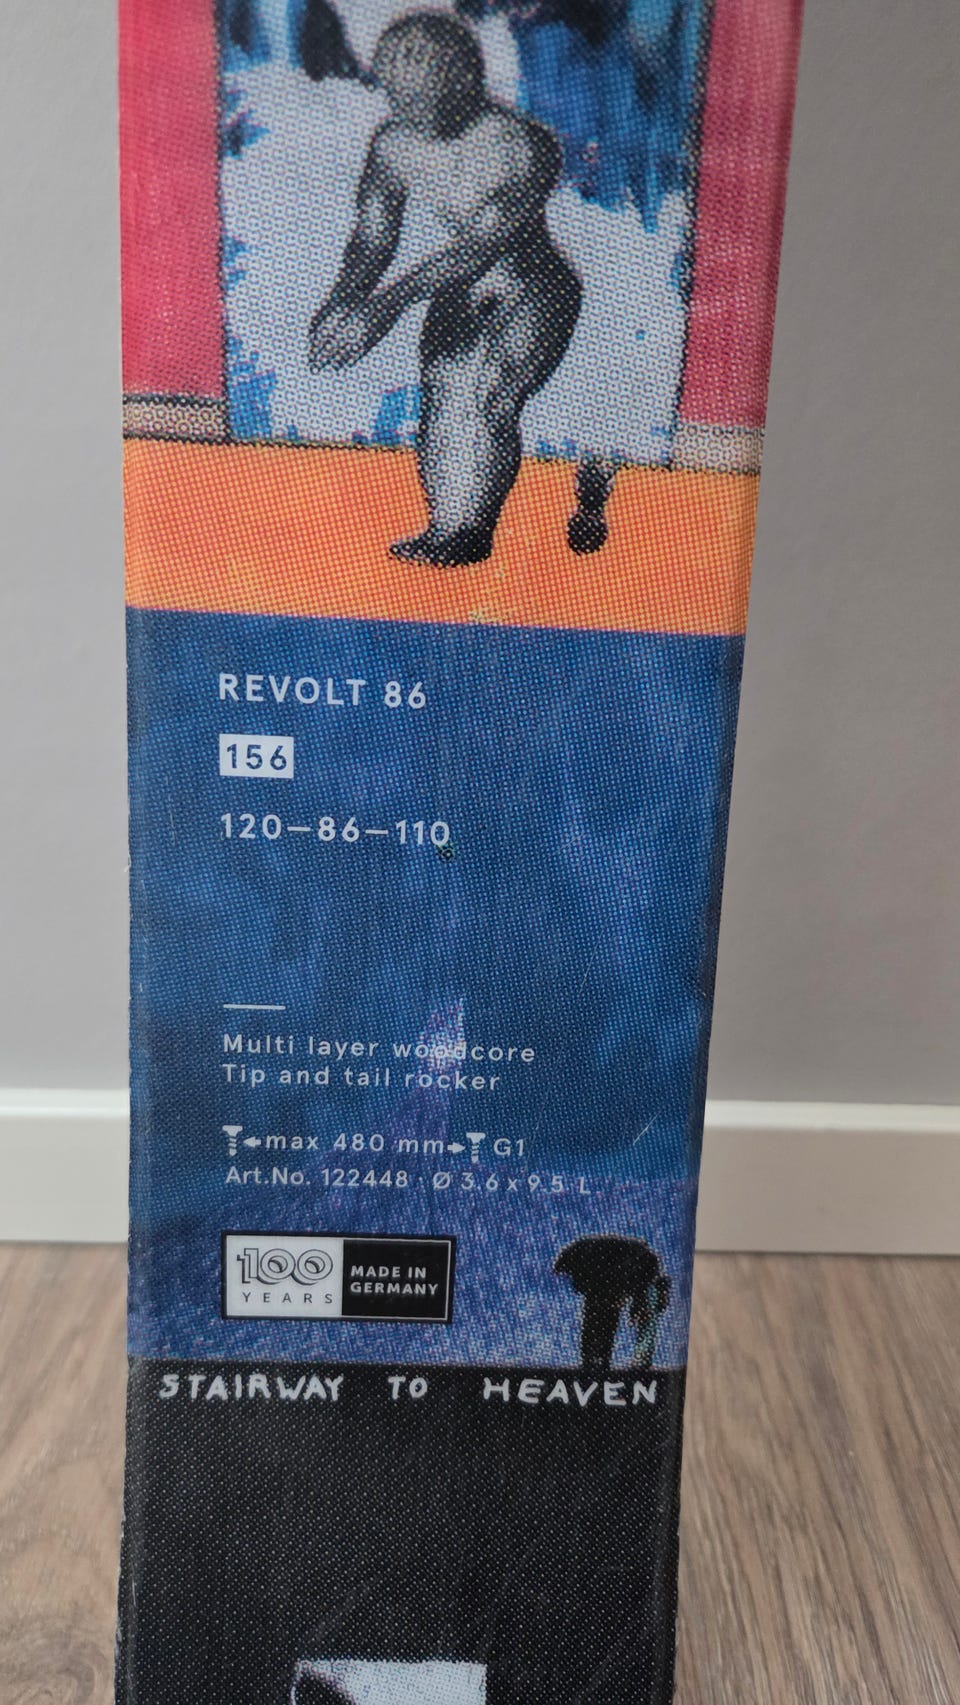 REVOLT 86
156
120–86–110
Multi layer woodcore
Tip and tail rocker
max 480 mm G1
Art.No. 122448 · Ø 3.6 x 9.5 L
100
YEARS
MADE IN
GERMANY
STAIRWAY TO HEAVEN